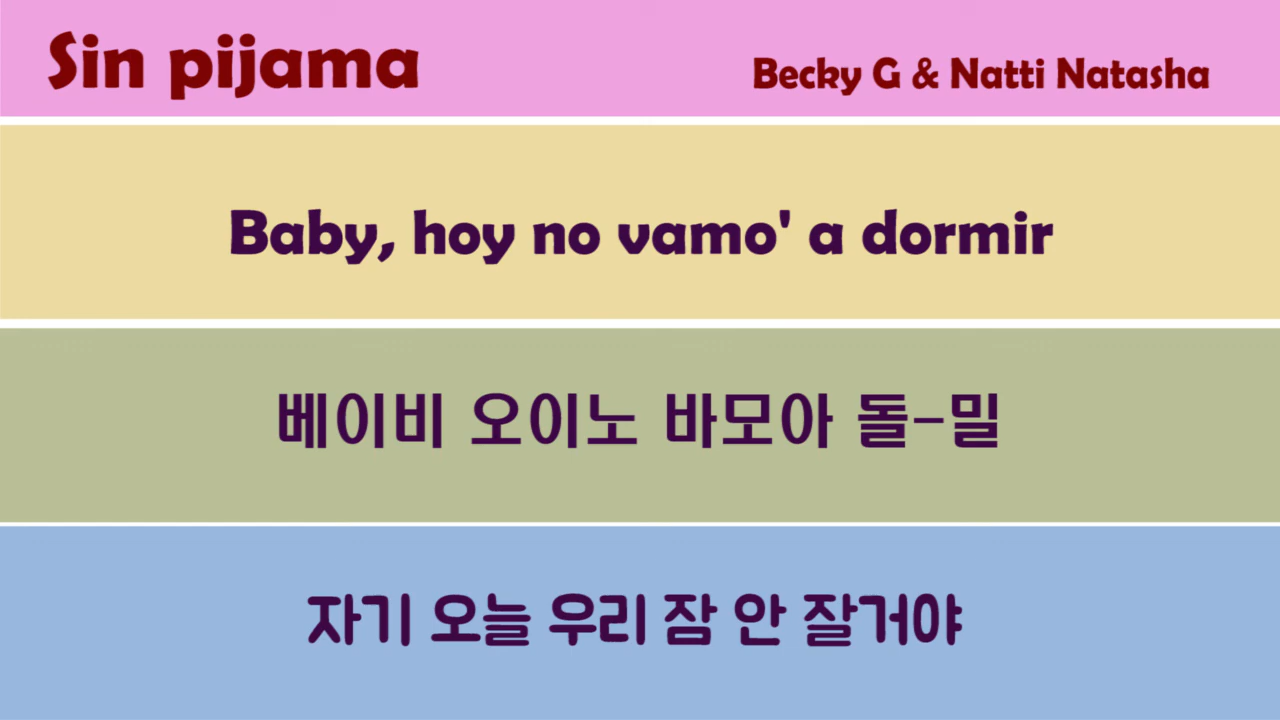 Sin pijama
Becky G & Natti Natasha
Baby, hoy no vamo' a dormir
베이비 오이노 바모아 돌-밀
자기 오늘 우리 잠 안 잘거야